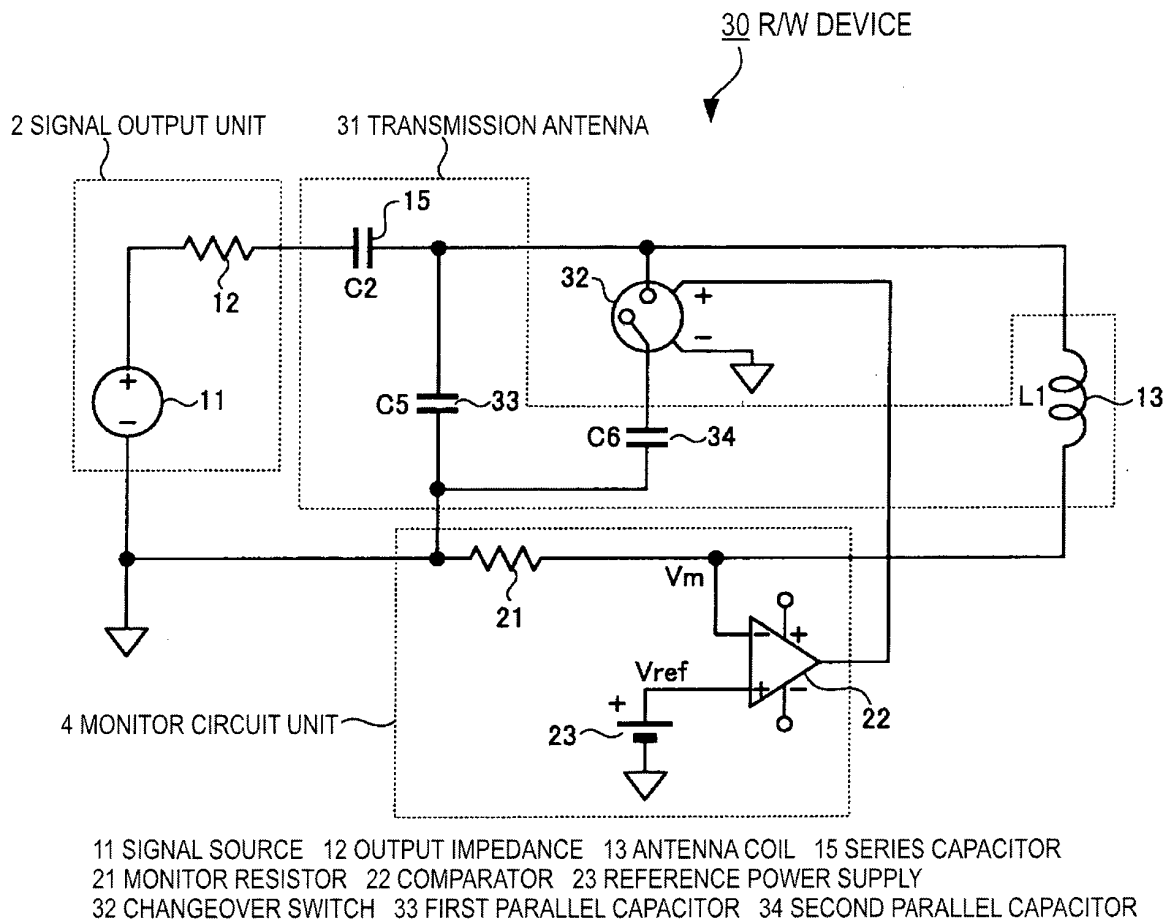 30 R/W DEVICE
2 SIGNAL OUTPUT UNIT
31 TRANSMISSION ANTENNA
15
C2
12
32
+
−
+
−
11
C5
33
C6
34
L1
13
21
Vm
−
+
Vref
+
−
+
23
22
4 MONITOR CIRCUIT UNIT
11 SIGNAL SOURCE 12 OUTPUT IMPEDANCE 13 ANTENNA COIL 15 SERIES CAPACITOR
21 MONITOR RESISTOR 22 COMPARATOR 23 REFERENCE POWER SUPPLY
32 CHANGEOVER SWITCH 33 FIRST PARALLEL CAPACITOR 34 SECOND PARALLEL CAPACITOR